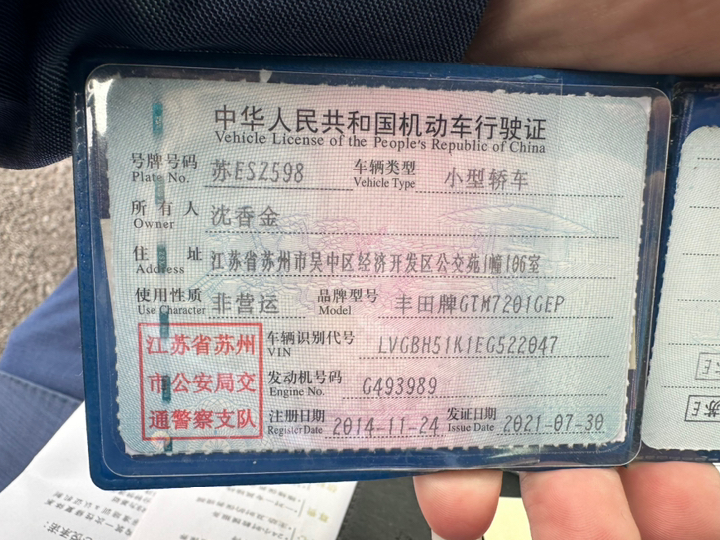 中华人民共和国机动车行驶证
Vehicle License of the People's Republic of China
号牌号码 苏ESZ598 车辆类型 小型轿车
Plate No. Vehicle Type
所有人 沈香金
Owner
住址 江苏省苏州市吴中区经济开发区公交苑1幢106室
Address
使用性质 非营运 品牌型号 丰田牌GTM7201GEP
Use Character Model
江苏省苏州 车辆识别代号 LVGBH51K1EG522047
VIN
市公安局交 发动机号码 G493989
Engine No.
通警察支队 注册日期 2014-11-24 发证日期 2021-07-30
Register Date Issue Date
苏E